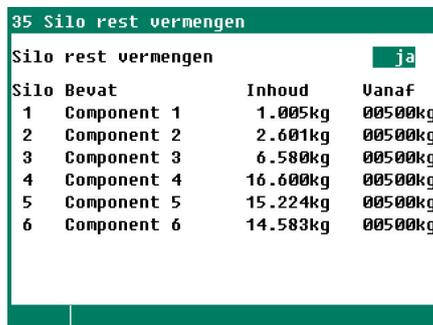 35 Silo rest vermengen
Silo rest vermengen ja
Silo Bevat Inhoud Vanaf
1 Component 1 1.005kg 00500kg
2 Component 2 2.601kg 00500kg
3 Component 3 6.580kg 00500kg
4 Component 4 16.600kg 00500kg
5 Component 5 15.224kg 00500kg
6 Component 6 14.583kg 00500kg